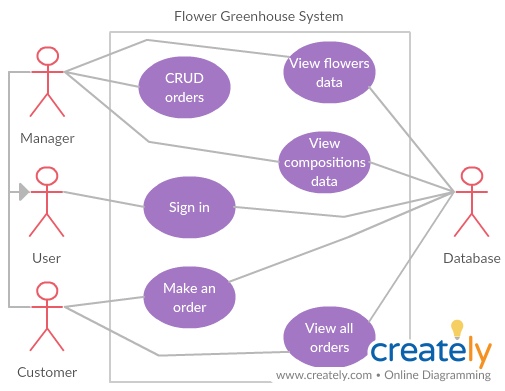 Flower Greenhouse System
View flowers
data
CRUD
orders
Manager
View
compositions
data
Sign in
User
Database
Make an
order
View all
orders
Customer
creately
www.creately.com • Online Diagramming